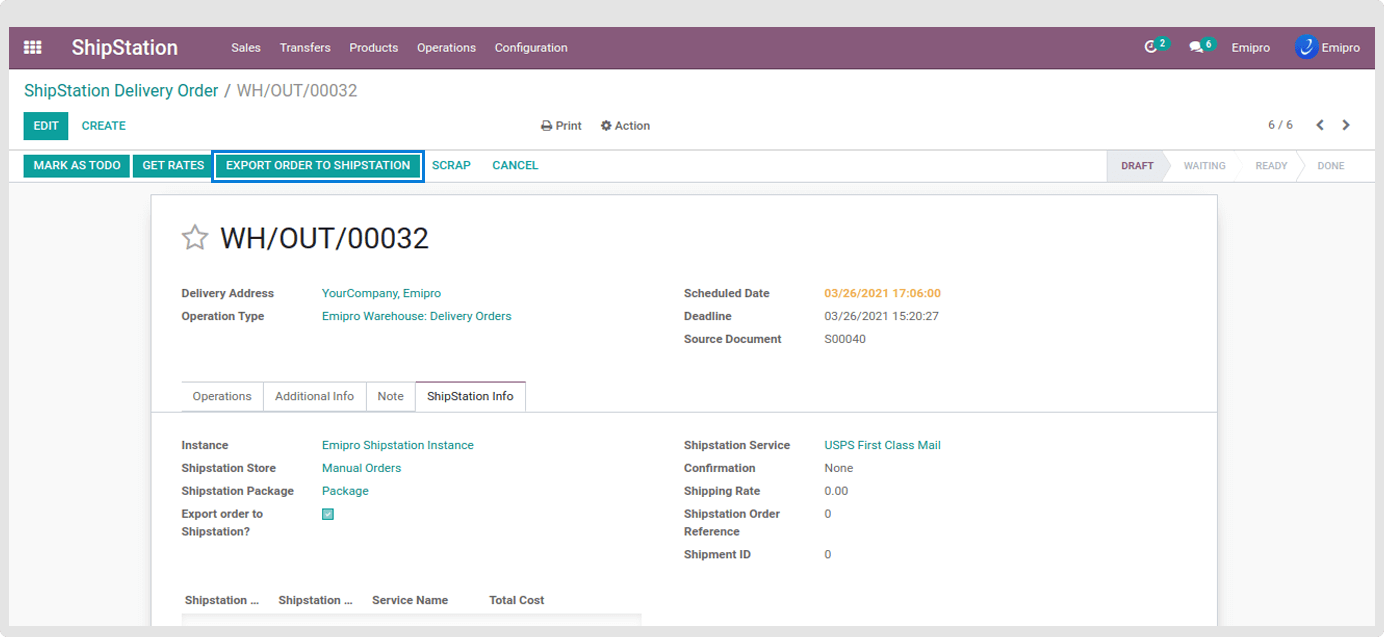 ShipStation Sales Transfers Products Operations Configuration 2 6 Emipro Emipro
ShipStation Delivery Order / WH/OUT/00032
EDIT CREATE Print Action 6 / 6
MARK AS TODO GET RATES EXPORT ORDER TO SHIPSTATION SCRAP CANCEL DRAFT WAITING READY DONE
WH/OUT/00032
Delivery Address YourCompany, Emipro Scheduled Date 03/26/2021 17:06:00
Operation Type Emipro Warehouse: Delivery Orders Deadline 03/26/2021 15:20:27
Source Document S00040
Operations Additional Info Note ShipStation Info
Instance Emipro Shipstation Instance Shipstation Service USPS First Class Mail
Shipstation Store Manual Orders Confirmation None
Shipstation Package Package Shipping Rate 0.00
Export order to Shipstation Order 0
Shipstation? Reference
Shipment ID 0
Shipstation ... Shipstation ... Service Name Total Cost